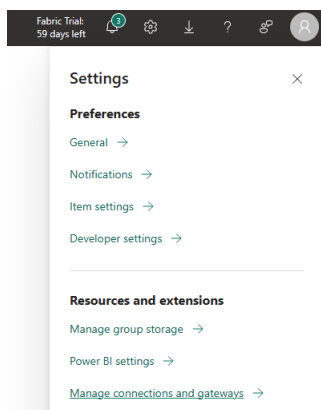 Fabric Trial:
59 days left
3
?
Settings
Preferences
General
Notifications
Item settings
Developer settings
Resources and extensions
Manage group storage
Power BI settings
Manage connections and gateways